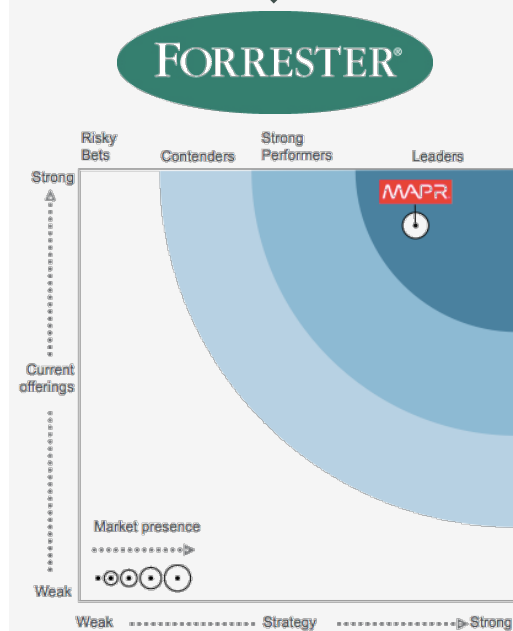 FORRESTER®
Risky
Bets
Contenders
Strong
Performers
Leaders
Strong
MAPR
Current
offerings
Market presence
Weak
Weak
Strategy
Strong